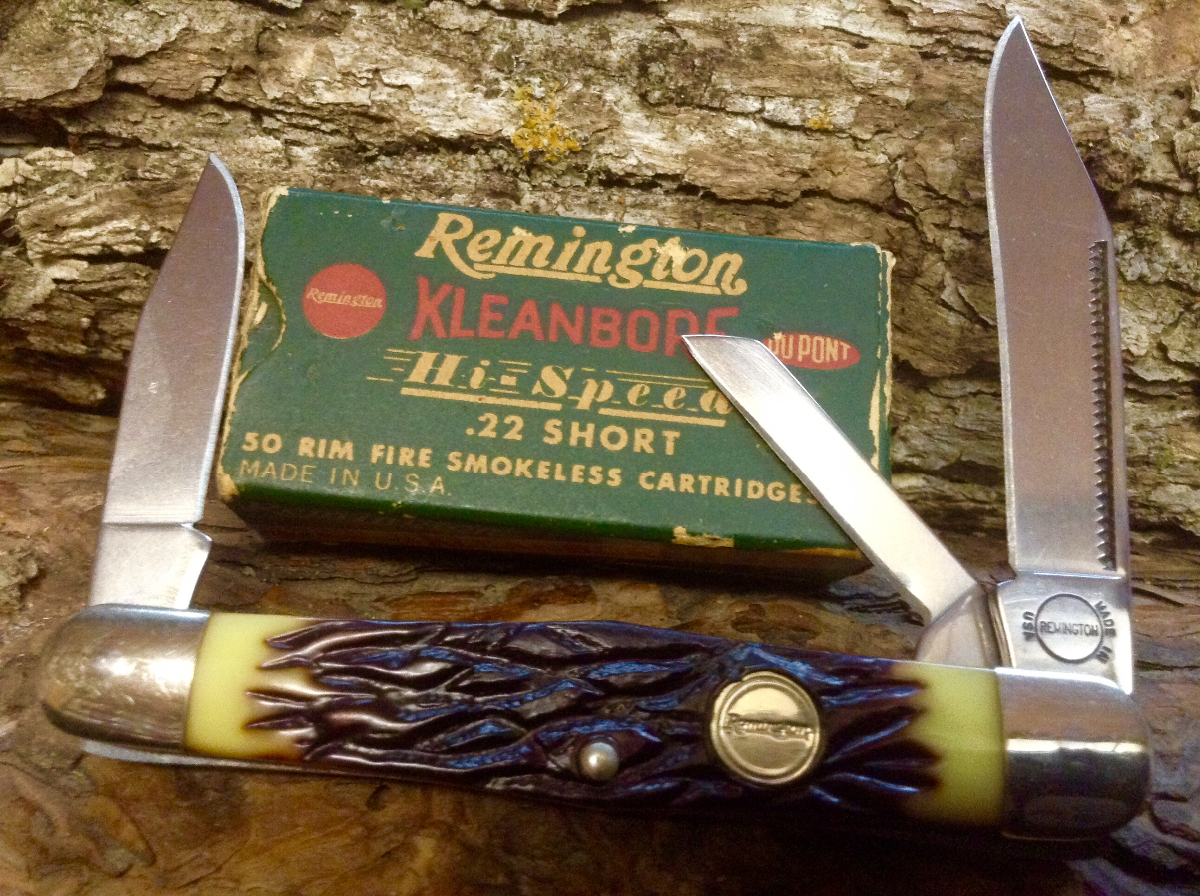 Remington
Remington
KLEANBORE
DU PONT
Hi-Speed
.22 SHORT
50 RIM FIRE SMOKELESS CARTRIDGES
MADE IN U.S.A.
MADE IN
REMINGTON
USA
Remington